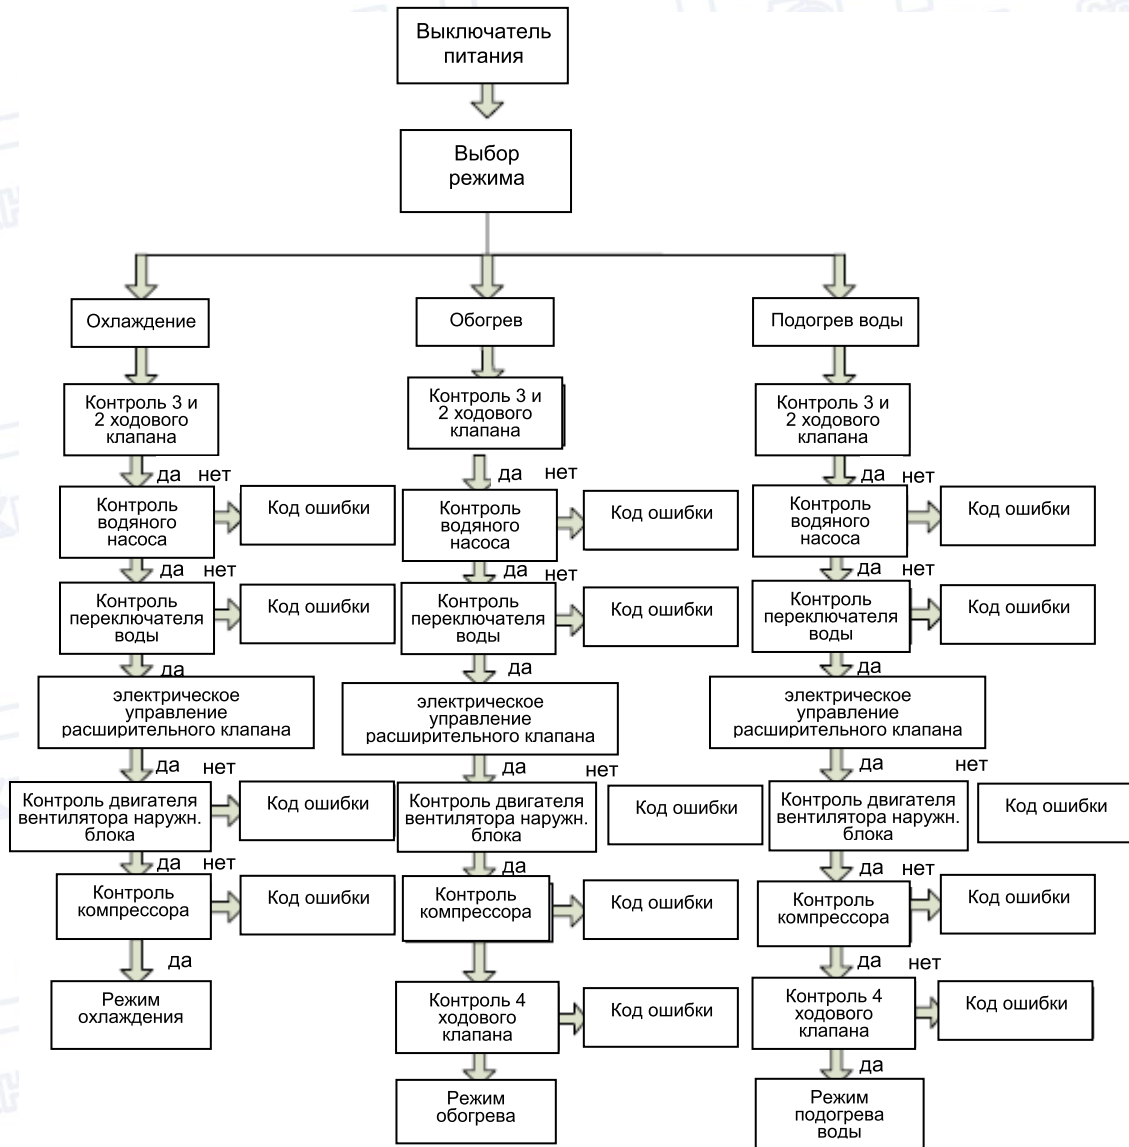 Выключатель
питания
Выбор
режима
Охлаждение
Обогрев
Подогрев воды
Контроль 3 и
2 ходового
клапана
Контроль 3 и
2 ходового
клапана
Контроль 3 и
2 ходового
клапана
да нет
да нет
да нет
Контроль
водяного
насоса
Код ошибки
Контроль
водяного
насоса
Код ошибки
Контроль
водяного
насоса
Код ошибки
да нет
да нет
да нет
Контроль
переключателя
воды
Код ошибки
Контроль
переключателя
воды
Код ошибки
Контроль
переключателя
воды
Код ошибки
да
да
да
электрическое
управление
расширительного клапана
электрическое
управление
расширительного клапана
электрическое
управление
расширительного клапана
да нет
да нет
да нет
Контроль двигателя
вентилятора наружн.
блока
Код ошибки
Контроль двигателя
вентилятора наружн.
блока
Код ошибки
Контроль двигателя
вентилятора наружн.
блока
Код ошибки
да нет
да
да нет
Контроль
компрессора
Код ошибки
Контроль
компрессора
Код ошибки
Контроль
компрессора
Код ошибки
да
да нет
Режим
охлаждения
Контроль 4
ходового
клапана
Код ошибки
Контроль 4
ходового
клапана
Код ошибки
да
Режим
обогрева
Режим
подогрева
воды